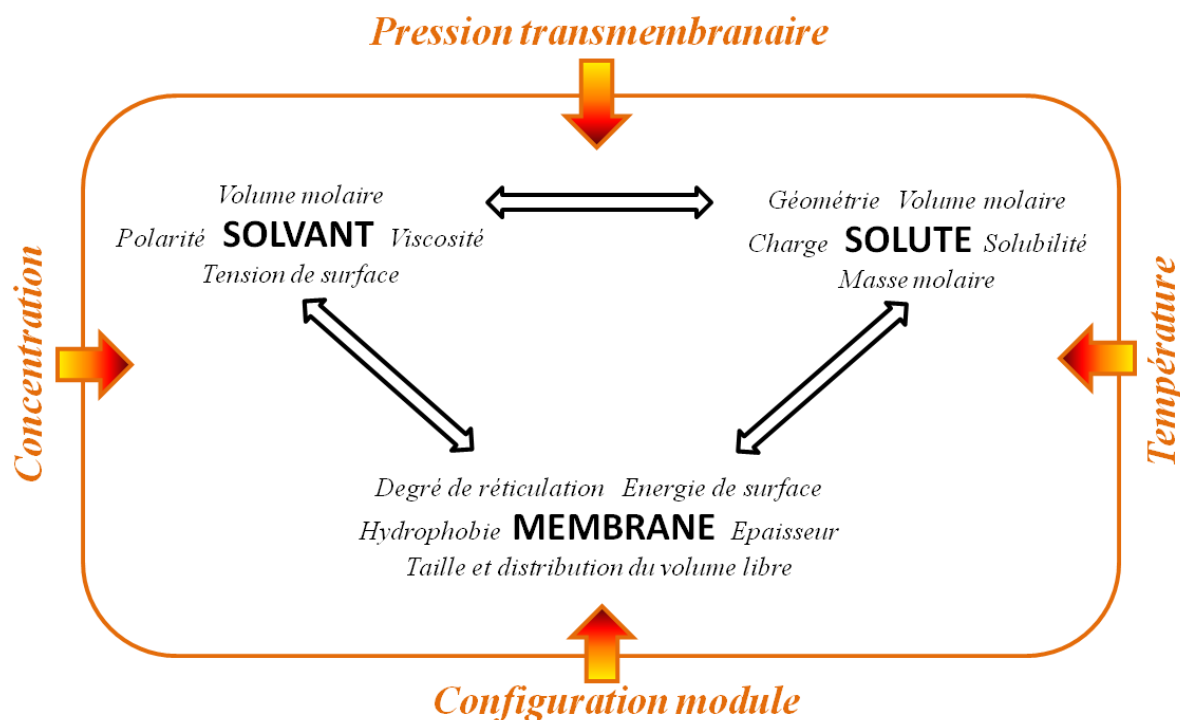 Pression transmembranaire
Volume molaire
Polarité SOLVANT Viscosité
Tension de surface
Géométrie Volume molaire
Charge SOLUTE Solubilité
Masse molaire
Concentration
Température
Degré de réticulation Energie de surface
Hydrophobie MEMBRANE Epaisseur
Taille et distribution du volume libre
Configuration module